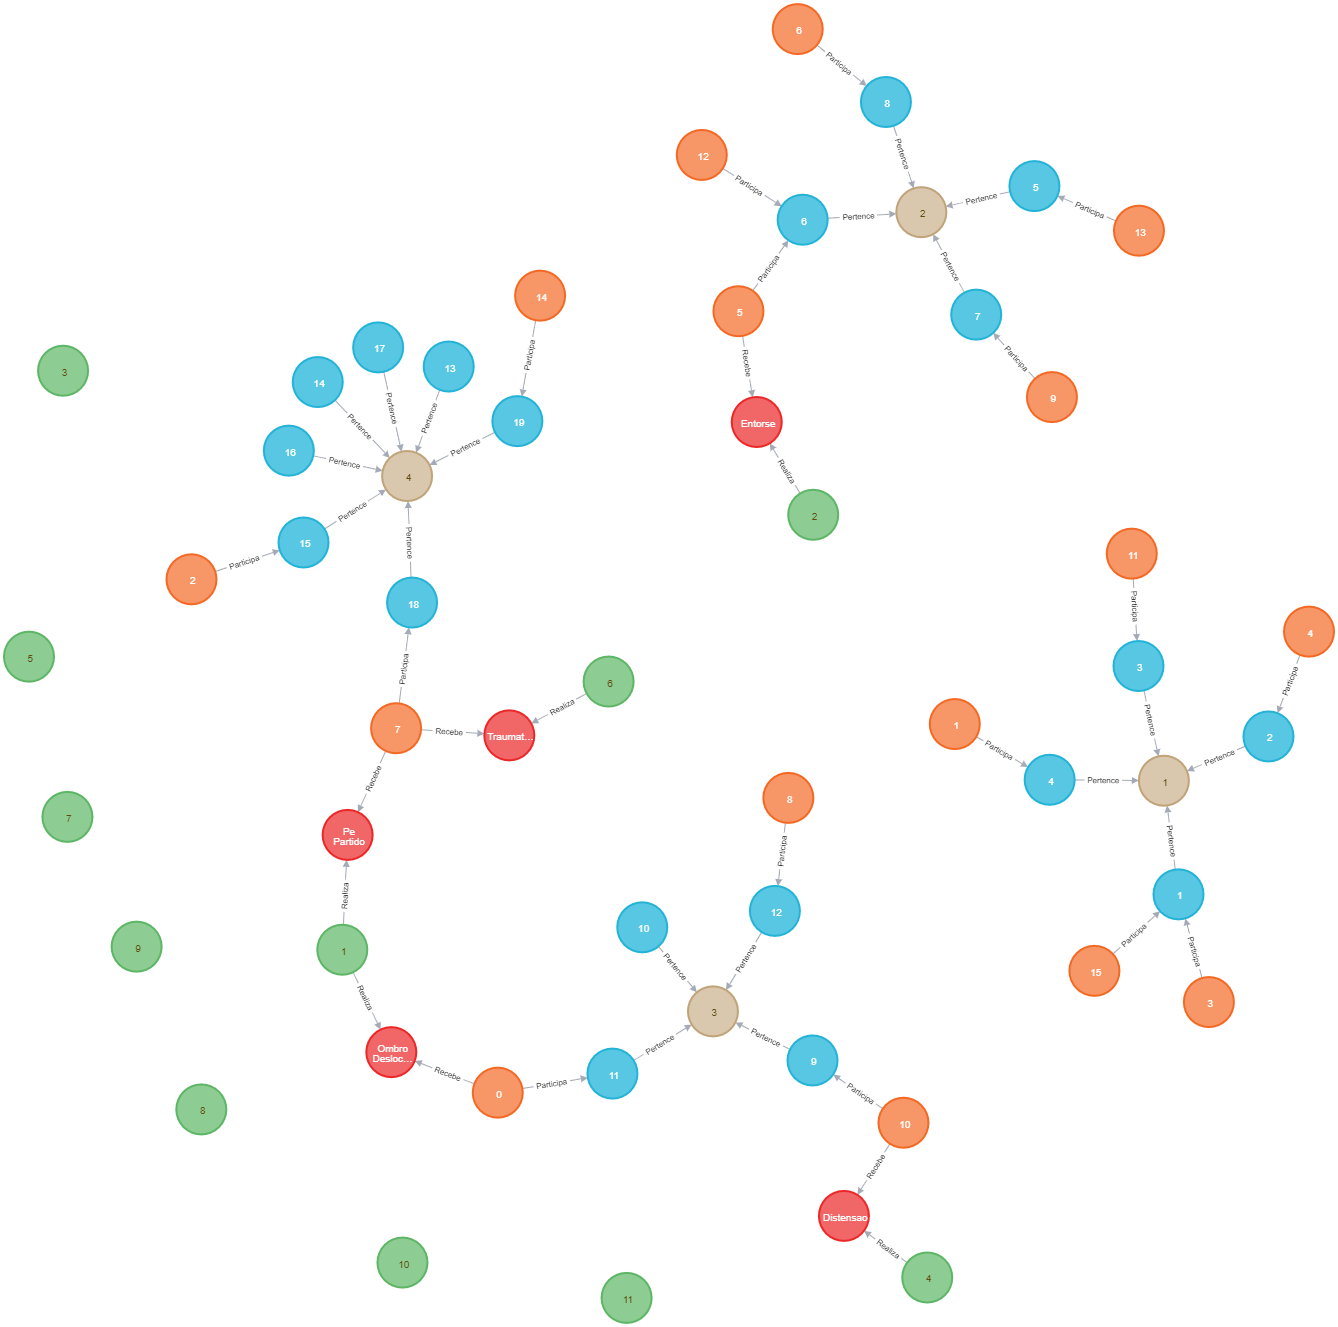 6
Participa
8
Pertence
12
Participa
6
Pertence
2
Pertence
5
Participa
13
Pertence
7
Participa
9
Participa
5
Recebe
Entorse
Realiza
2
14
Participa
17
14
13
19
16
Pertence
Pertence
Pertence
Pertence
Pertence
4
Pertence
15
Participa
2
Pertence
18
Participa
7
Recebe
Traumat...
Realiza
6
Recebe
Pe
Partido
Realiza
1
Realiza
Ombro
Desloc...
Recebe
0
Participa
11
Pertence
3
Pertence
10
Pertence
12
Participa
8
Pertence
9
Participa
10
Recebe
Distensao
Realiza
4
11
Participa
3
Pertence
4
Participa
2
Pertence
1
Participa
4
Pertence
1
Pertence
1
Participa
15
Participa
3
3
5
7
9
8
10
11